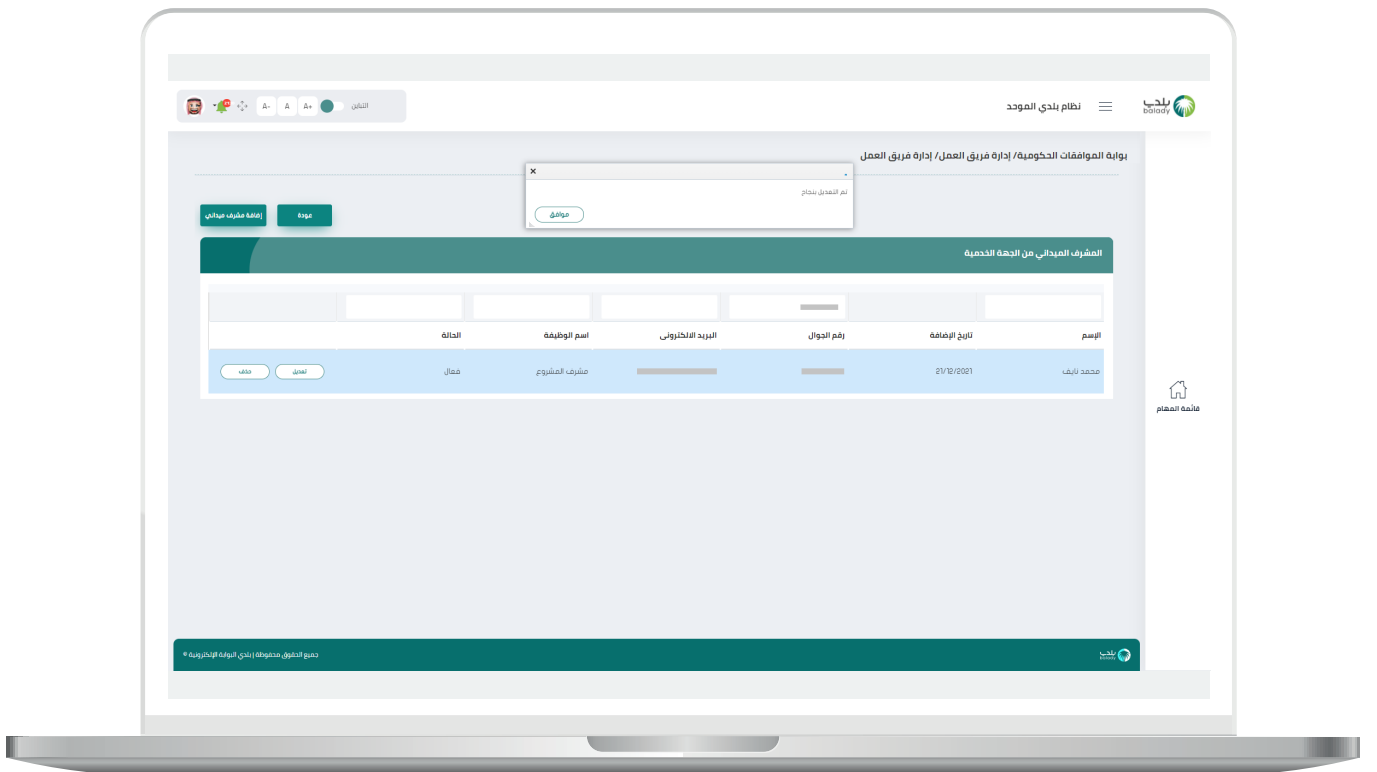 بلدي
balady
نظام بلدي الموحد
التباين
A+
A
A-
بوابة الموافقات الحكومية/ إدارة فريق العمل/ إدارة فريق العمل
تم التعديل بنجاح
موافق
عودة
إضافة مشرف ميداني
المشرف الميداني من الجهة الخدمية
الإسم تاريخ الإضافة رقم الجوال البريد الالكترونى اسم الوظيفة الحالة
محمد نايف 21/12/2021 مشرف المشروع فعال تعديل حذف
قائمة المهام
بلدي
balady
جميع الحقوق محفوظة | بلدي البوابة الإلكترونية ©